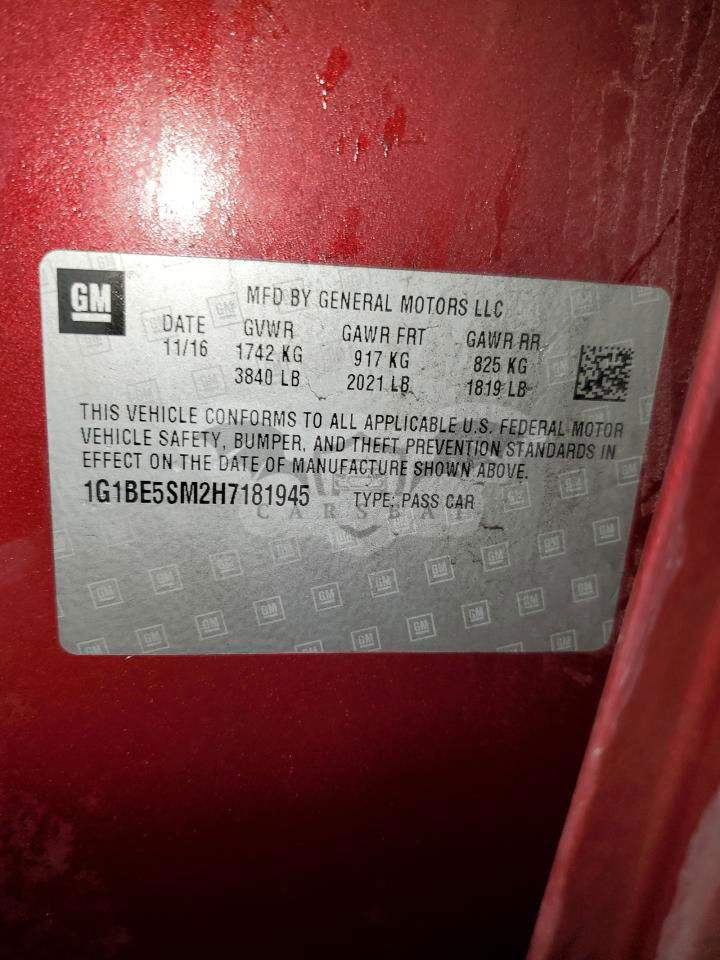 GM
MFD BY GENERAL MOTORS LLC
DATE GVWR GAWR FRT GAWR RR
11/16 1742 KG 917 KG 825 KG
3840 LB 2021 LB 1819 LB
THIS VEHICLE CONFORMS TO ALL APPLICABLE U.S. FEDERAL MOTOR
VEHICLE SAFETY, BUMPER, AND THEFT PREVENTION STANDARDS IN
EFFECT ON THE DATE OF MANUFACTURE SHOWN ABOVE.
1G1BE5SM2H7181945 TYPE: PASS CAR
CARSEAT